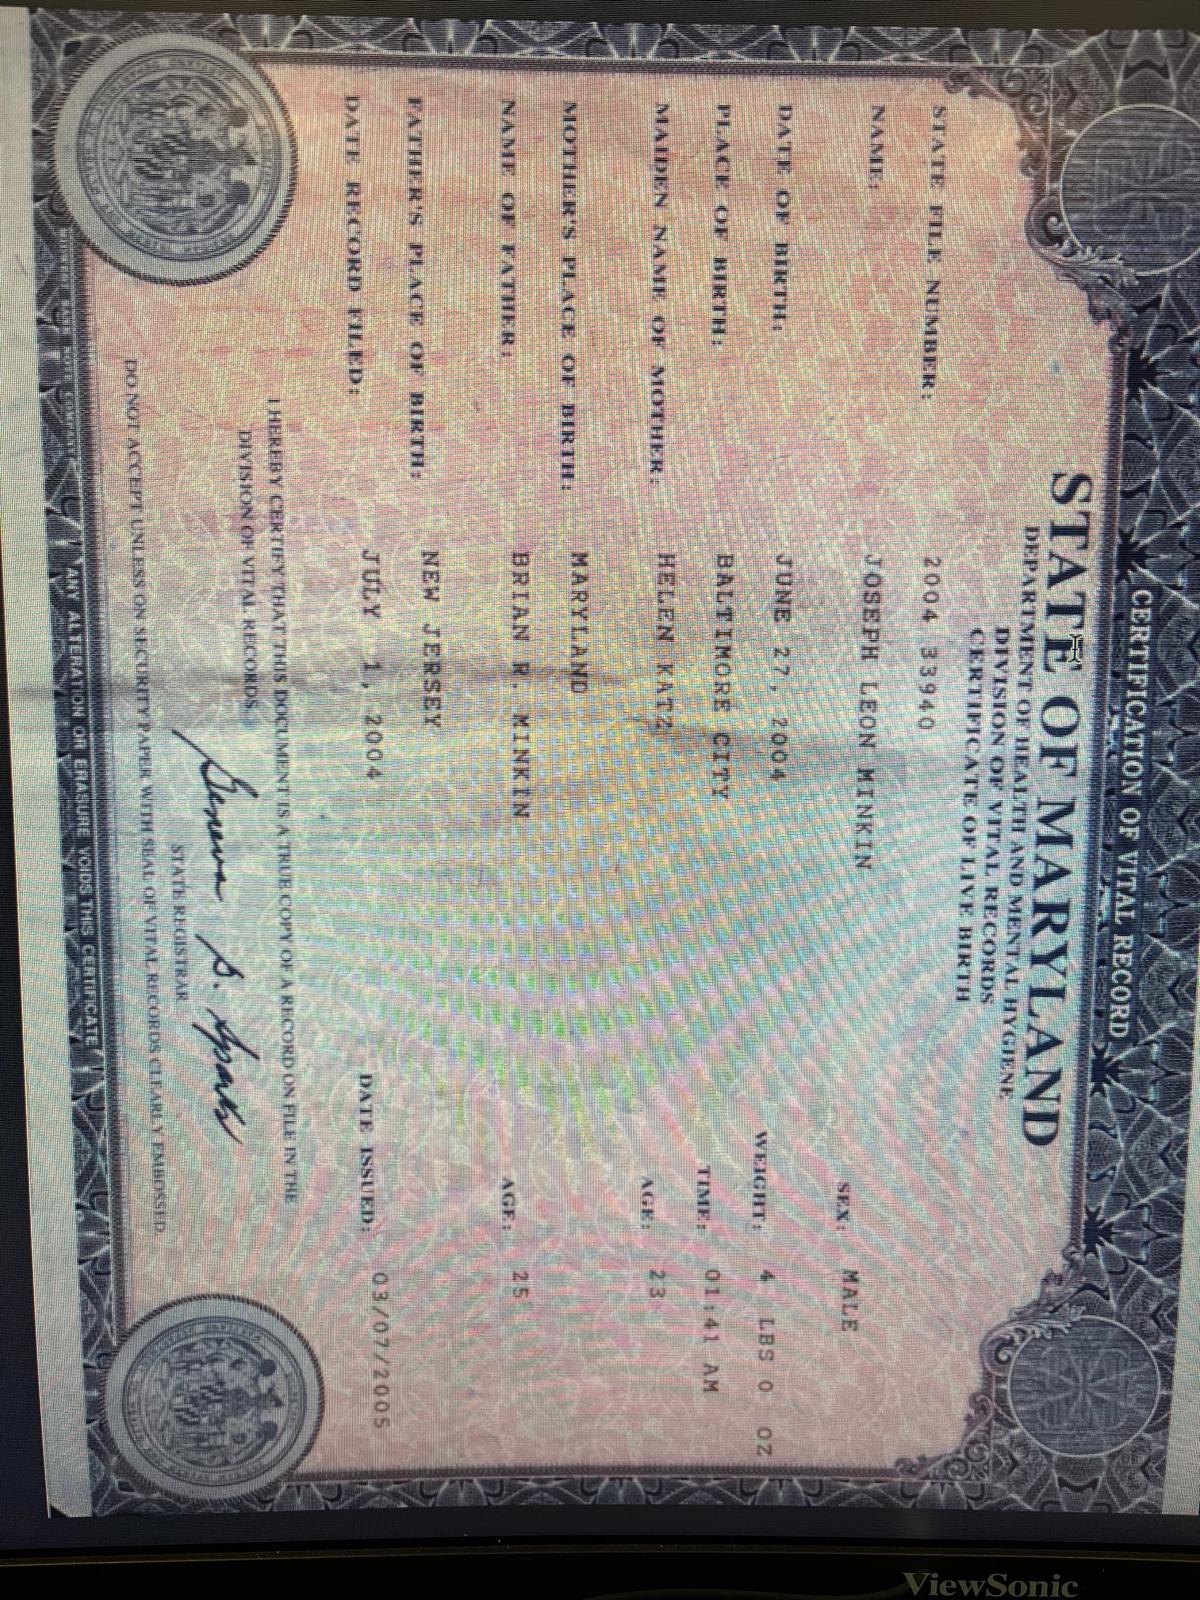 CERTIFICATION OF VITAL RECORD
STATE OF MARYLAND
DEPARTMENT OF HEALTH AND MENTAL HYGIENE
DIVISION OF VITAL RECORDS
CERTIFICATE OF LIVE BIRTH
STATE FILE NUMBER: 2004 33940
NAME: JOSEPH LEON MINKIN SEX: MALE
DATE OF BIRTH: JUNE 27, 2004 WEIGHT: 4 LBS 0 OZ
PLACE OF BIRTH: BALTIMORE CITY TIME: 01:41 AM
MAIDEN NAME OF MOTHER: HELEN KATZ AGE: 23
MOTHER'S PLACE OF BIRTH: MARYLAND
NAME OF FATHER: BRIAN R. MINKIN AGE: 25
FATHER'S PLACE OF BIRTH: NEW JERSEY
DATE RECORD FILED: JULY 1, 2004 DATE ISSUED: 03/07/2005
I HEREBY CERTIFY THAT THIS DOCUMENT IS A TRUE COPY OF A RECORD ON FILE IN THE
DIVISION OF VITAL RECORDS.
STATE REGISTRAR
DO NOT ACCEPT UNLESS ON SECURITY PAPER WITH SEAL OF VITAL RECORDS CLEARLY EMBOSSED.
ANY ALTERATION OR ERASURE VOIDS THIS CERTIFICATE
ViewSonic